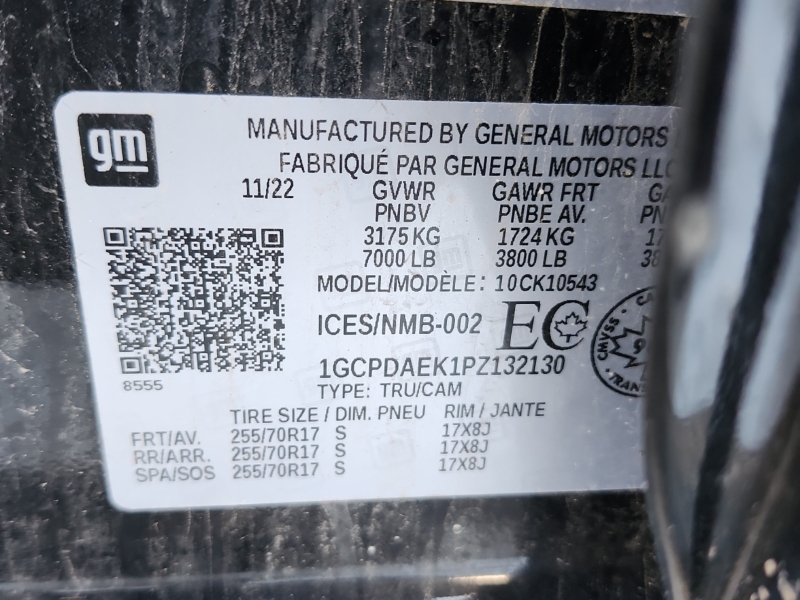 gm
MANUFACTURED BY GENERAL MOTORS
FABRIQUÉ PAR GENERAL MOTORS LLC
11/22 GVWR GAWR FRT
PNBV PNBE AV.
3175 KG 1724 KG
7000 LB 3800 LB
MODEL/MODÈLE: 10CK10543
ICES/NMB-002 EC
CMVSS
1GCPDAEK1PZ132130
8555
TYPE: TRU/CAM
TIRE SIZE / DIM. PNEU RIM / JANTE
FRT/AV. 255/70R17 S 17X8J
RR/ARR. 255/70R17 S 17X8J
SPA/SOS 255/70R17 S 17X8J